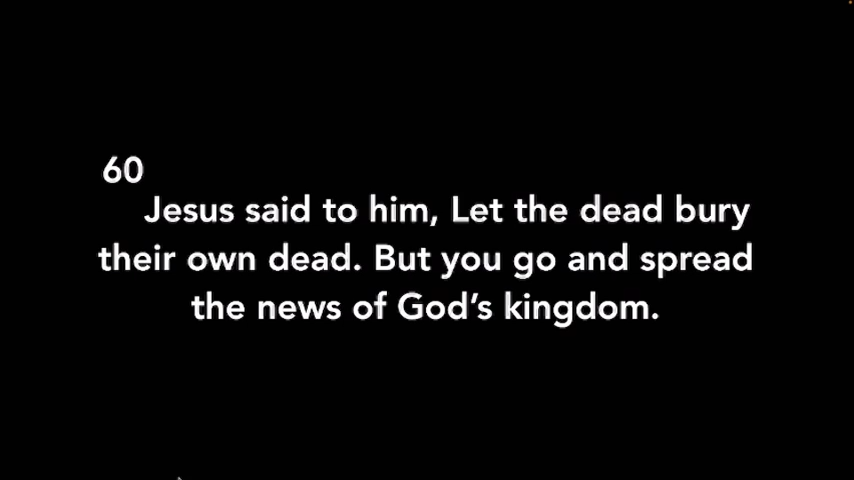 60
Jesus said to him, Let the dead bury
their own dead. But you go and spread
the news of God’s kingdom.